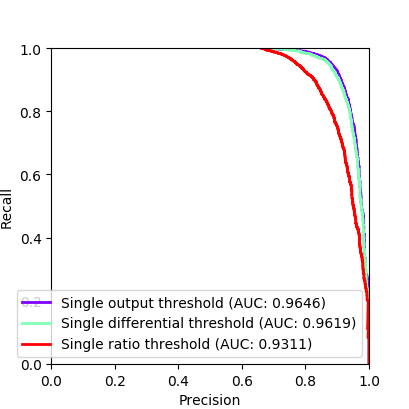 1.0
0.8
0.6
0.4
0.2
0.0
Recall
Single output threshold (AUC: 0.9646)
Single differential threshold (AUC: 0.9619)
Single ratio threshold (AUC: 0.9311)
0.0 0.2 0.4 0.6 0.8 1.0
Precision